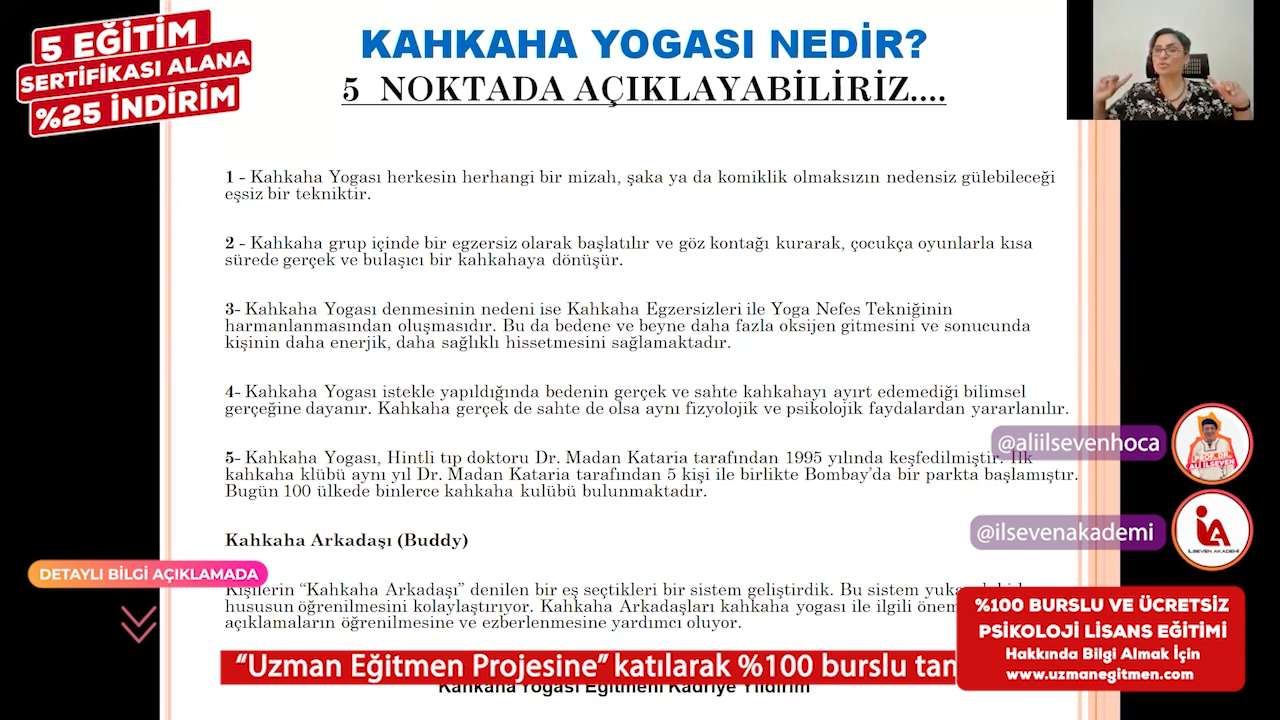 5 EĞİTİM
SERTİFİKASI ALANA
%25 İNDİRİM
KAHKAHA YOGASI NEDİR?
5 NOKTADA AÇIKLAYABİLİRİZ....
1 - Kahkaha Yogası herkesin herhangi bir mizah, şaka ya da komiklik olmaksızın nedensiz gülebileceği
eşsiz bir tekniktir.
2 - Kahkaha grup içinde bir egzersiz olarak başlatılır ve göz kontağı kurarak, çocukça oyunlarla kısa
sürede gerçek ve bulaşıcı bir kahkahaya dönüşür.
3- Kahkaha Yogası denmesinin nedeni ise Kahkaha Egzersizleri ile Yoga Nefes Tekniğinin
harmanlanmasından oluşmasıdır. Bu da bedene ve beyne daha fazla oksijen gitmesini ve sonucunda
kişinin daha enerjik, daha sağlıklı hissetmesini sağlamaktadır.
4- Kahkaha Yogası istekle yapıldığında bedenin gerçek ve sahte kahkahayı ayırt edemediği bilimsel
gerçeğine dayanır. Kahkaha gerçek de sahte de olsa aynı fizyolojik ve psikolojik faydalardan yararlanılır.
5- Kahkaha Yogası, Hintli tıp doktoru Dr. Madan Kataria tarafından 1995 yılında keşfedilmiştir. İlk
kahkaha klübü aynı yıl Dr. Madan Kataria tarafından 5 kişi ile birlikte Bombay'da bir parkta başlamıştır.
Bugün 100 ülkede binlerce kahkaha kulübü bulunmaktadır.
Kahkaha Arkadaşı (Buddy)
Kişilerin “Kahkaha Arkadaşı” denilen bir eş seçtikleri bir sistem geliştirdik. Bu sistem
hususun öğrenilmesini kolaylaştırıyor. Kahkaha Arkadaşları kahkaha yogası ile ilgili
açıklamaların öğrenilmesine ve ezberlenmesine yardımcı oluyor.
Kahkaha Yogası Eğitmeni Kadriye Yıldırım
@aliilsevenhoca
PROF. DR.
ALİ İLSEVEN
@ilsevenakademi
İLSEVEN AKADEMİ
DETAYLI BİLGİ AÇIKLAMADA
“Uzman Eğitmen Projesine” katılarak %100 burslu
%100 BURSLU VE ÜCRETSİZ
PSİKOLOJİ LİSANS EĞİTİMİ
Hakkında Bilgi Almak İçin
www.uzmanegitmen.com